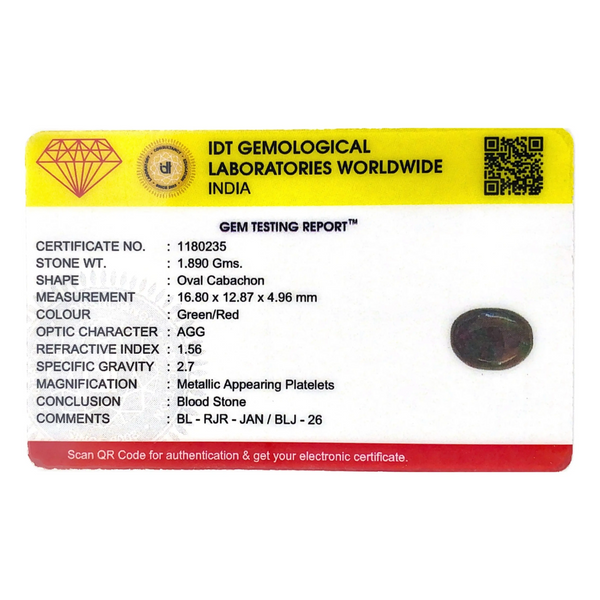 IDT GEMOLOGICAL
LABORATORIES WORLDWIDE
INDIA
GEM TESTING REPORT™
CERTIFICATE NO. : 1180235
STONE WT. : 1.890 Gms.
SHAPE : Oval Cabachon
MEASUREMENT : 16.80 x 12.87 x 4.96 mm
COLOUR : Green/Red
OPTIC CHARACTER : AGG
REFRACTIVE INDEX : 1.56
SPECIFIC GRAVITY : 2.7
MAGNIFICATION : Metallic Appearing Platelets
CONCLUSION : Blood Stone
COMMENTS : BL - RJR - JAN / BLJ - 26
Scan QR Code for authentication & get your electronic certificate.